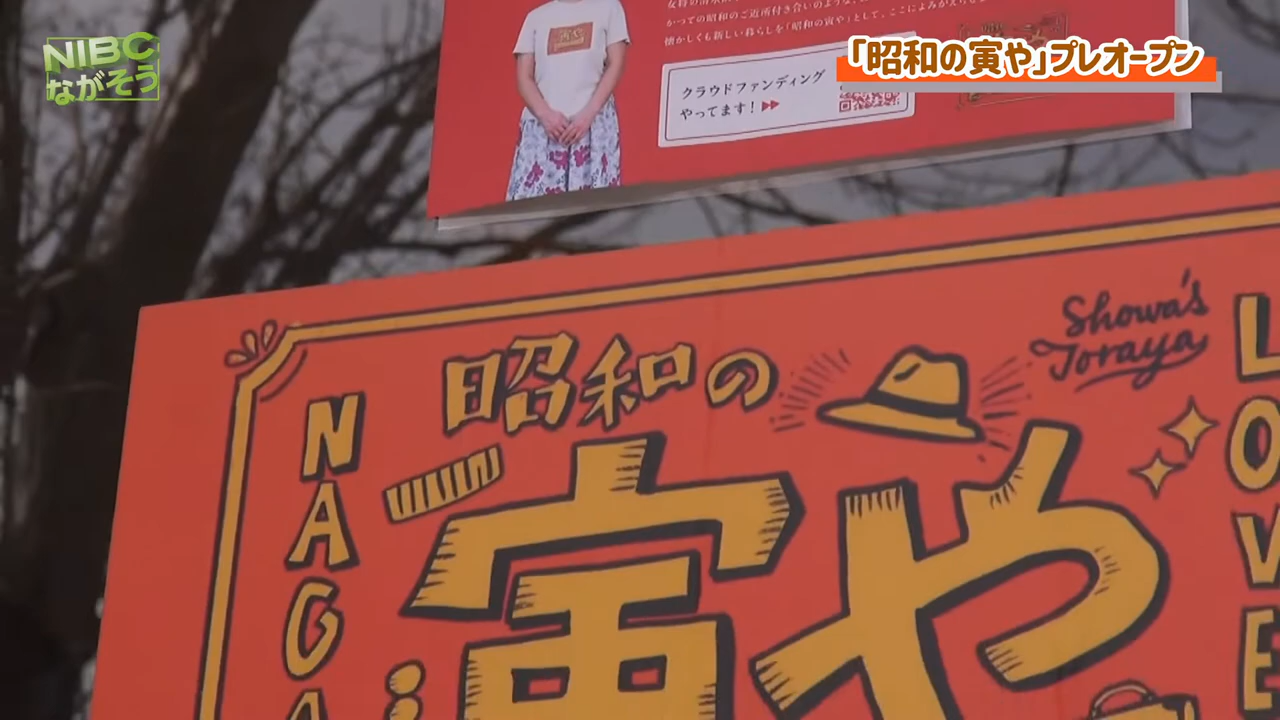 NIBC
ながそう
「昭和の寅や」プレオープン
かつての昭和のご近所付き合いのような、
懐かしくも新しい暮らしを「昭和の寅や」として、ここによみがえらせ
クラウドファンディング
やってます!
昭和の
寅や
Showa's
Toraya
NAGA
LOVE